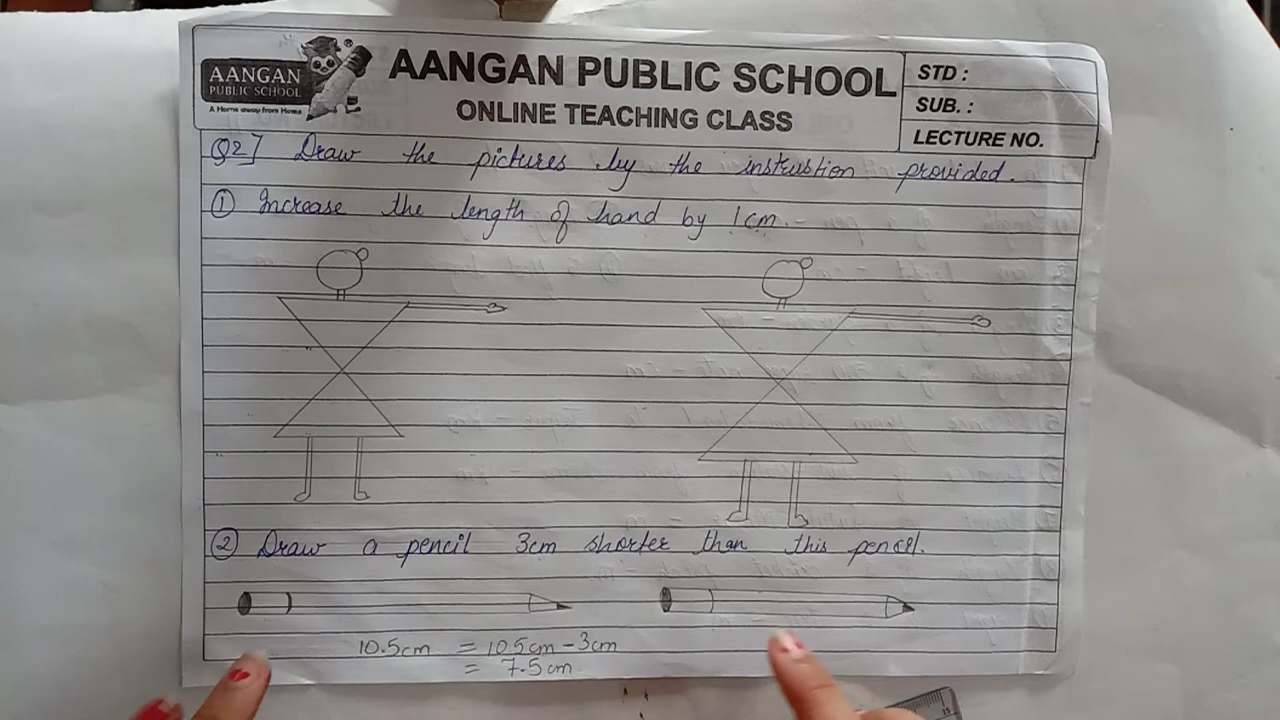 AANGAN
PUBLIC SCHOOL
A Home away from Home
AANGAN PUBLIC SCHOOL
ONLINE TEACHING CLASS
STD :
SUB. :
LECTURE NO.
Q2] Draw the pictures by the instrustion provided.
① Increase the length of hand by 1cm.
② Draw a pencil 3cm shorter than this pencil.
10.5cm = 10.5cm - 3cm
= 7.5cm.